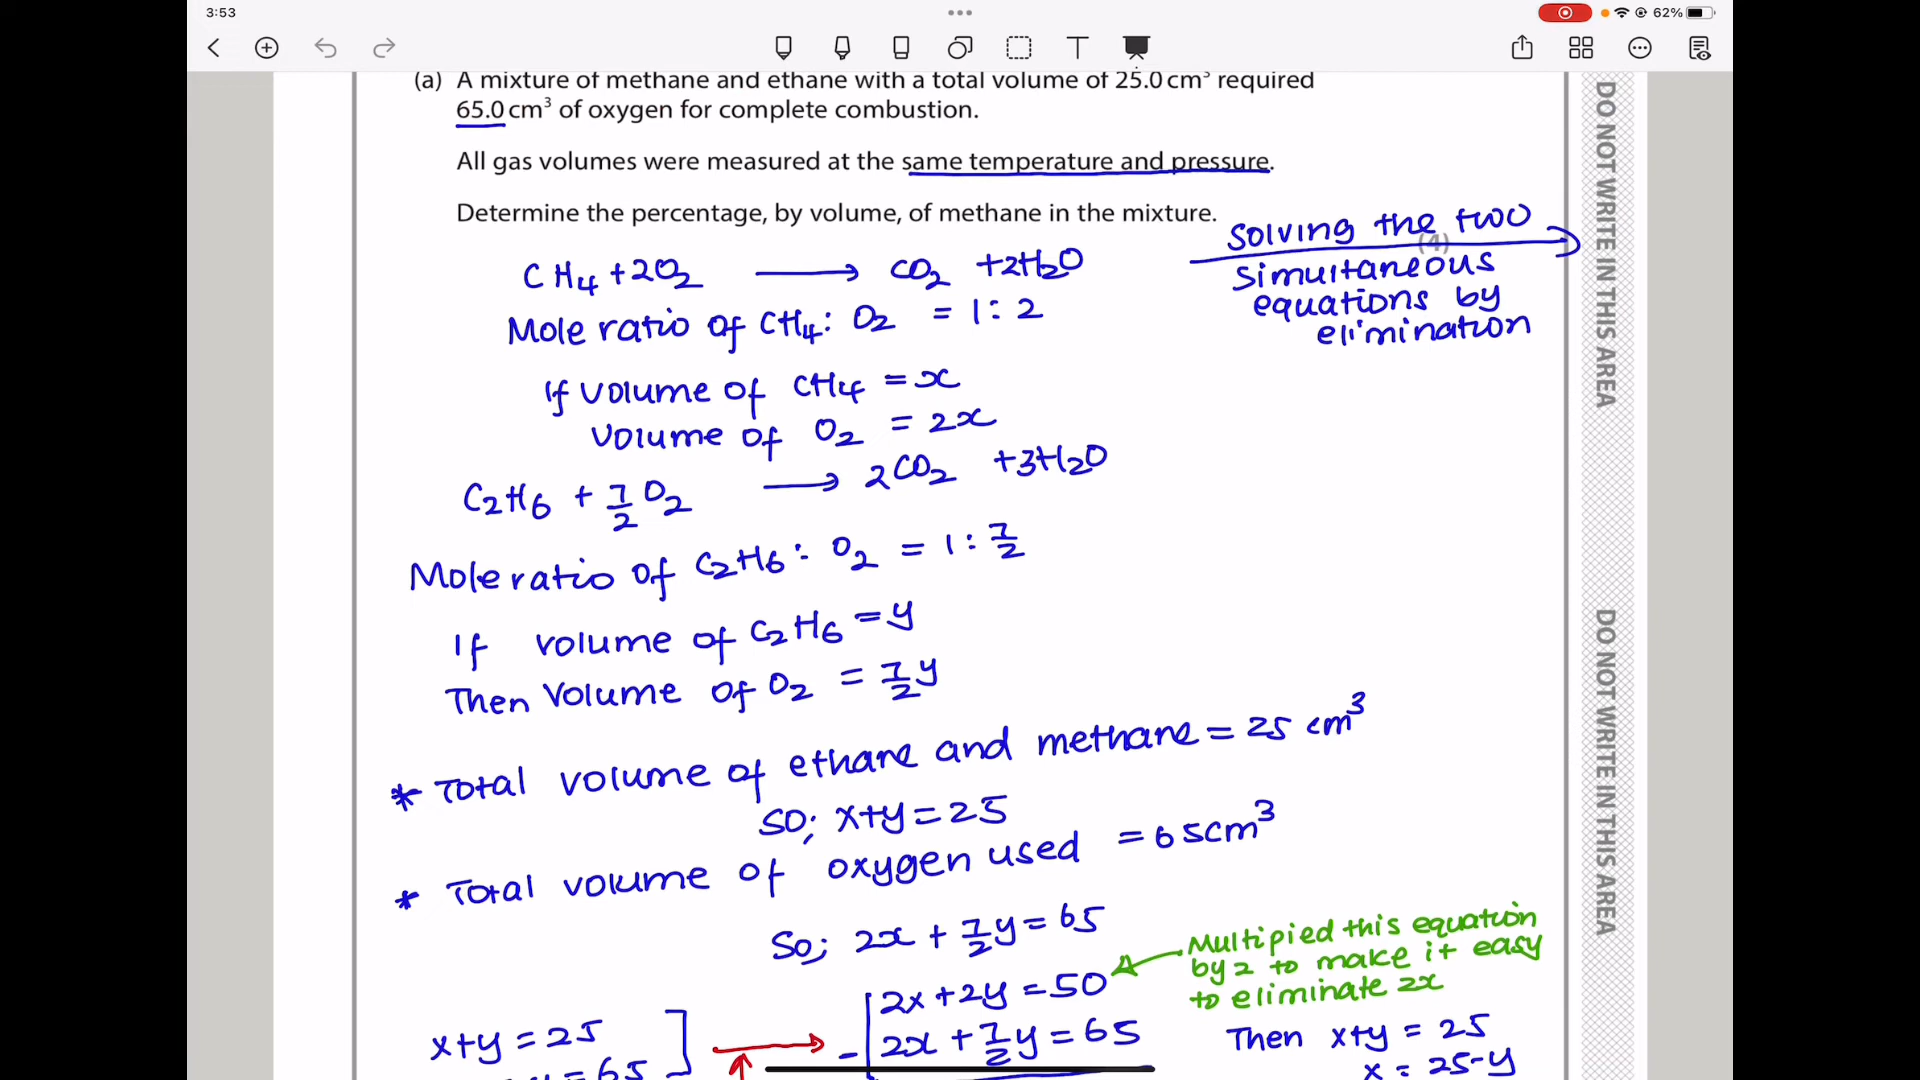 3:53
62%
(a) A mixture of methane and ethane with a total volume of 25.0 cm³ required
65.0 cm³ of oxygen for complete combustion.
All gas volumes were measured at the same temperature and pressure.
Determine the percentage, by volume, of methane in the mixture.
(4)
Solving the two
simultaneous
equations by
elimination
CH4 + 2O2 → CO2 + 2H2O
Mole ratio of CH4 : O2 = 1 : 2
If volume of CH4 = x
volume of O2 = 2x
C2H6 + 7/2 O2 → 2CO2 + 3H2O
Mole ratio of C2H6 : O2 = 1 : 7/2
If volume of C2H6 = y
Then volume of O2 = 7/2 y
* Total volume of ethane and methane = 25 cm³
So; x+y = 25
* Total volume of oxygen used = 65cm³
So; 2x + 7/2 y = 65
Multipied this equation
by 2 to make it easy
to eliminate 2x
2x + 2y = 50
x+y = 25
- 2x + 7/2 y = 65
= 65
Then x+y = 25
x = 25-y
DO NOT WRITE IN THIS AREA
DO NOT WRITE IN THIS AREA